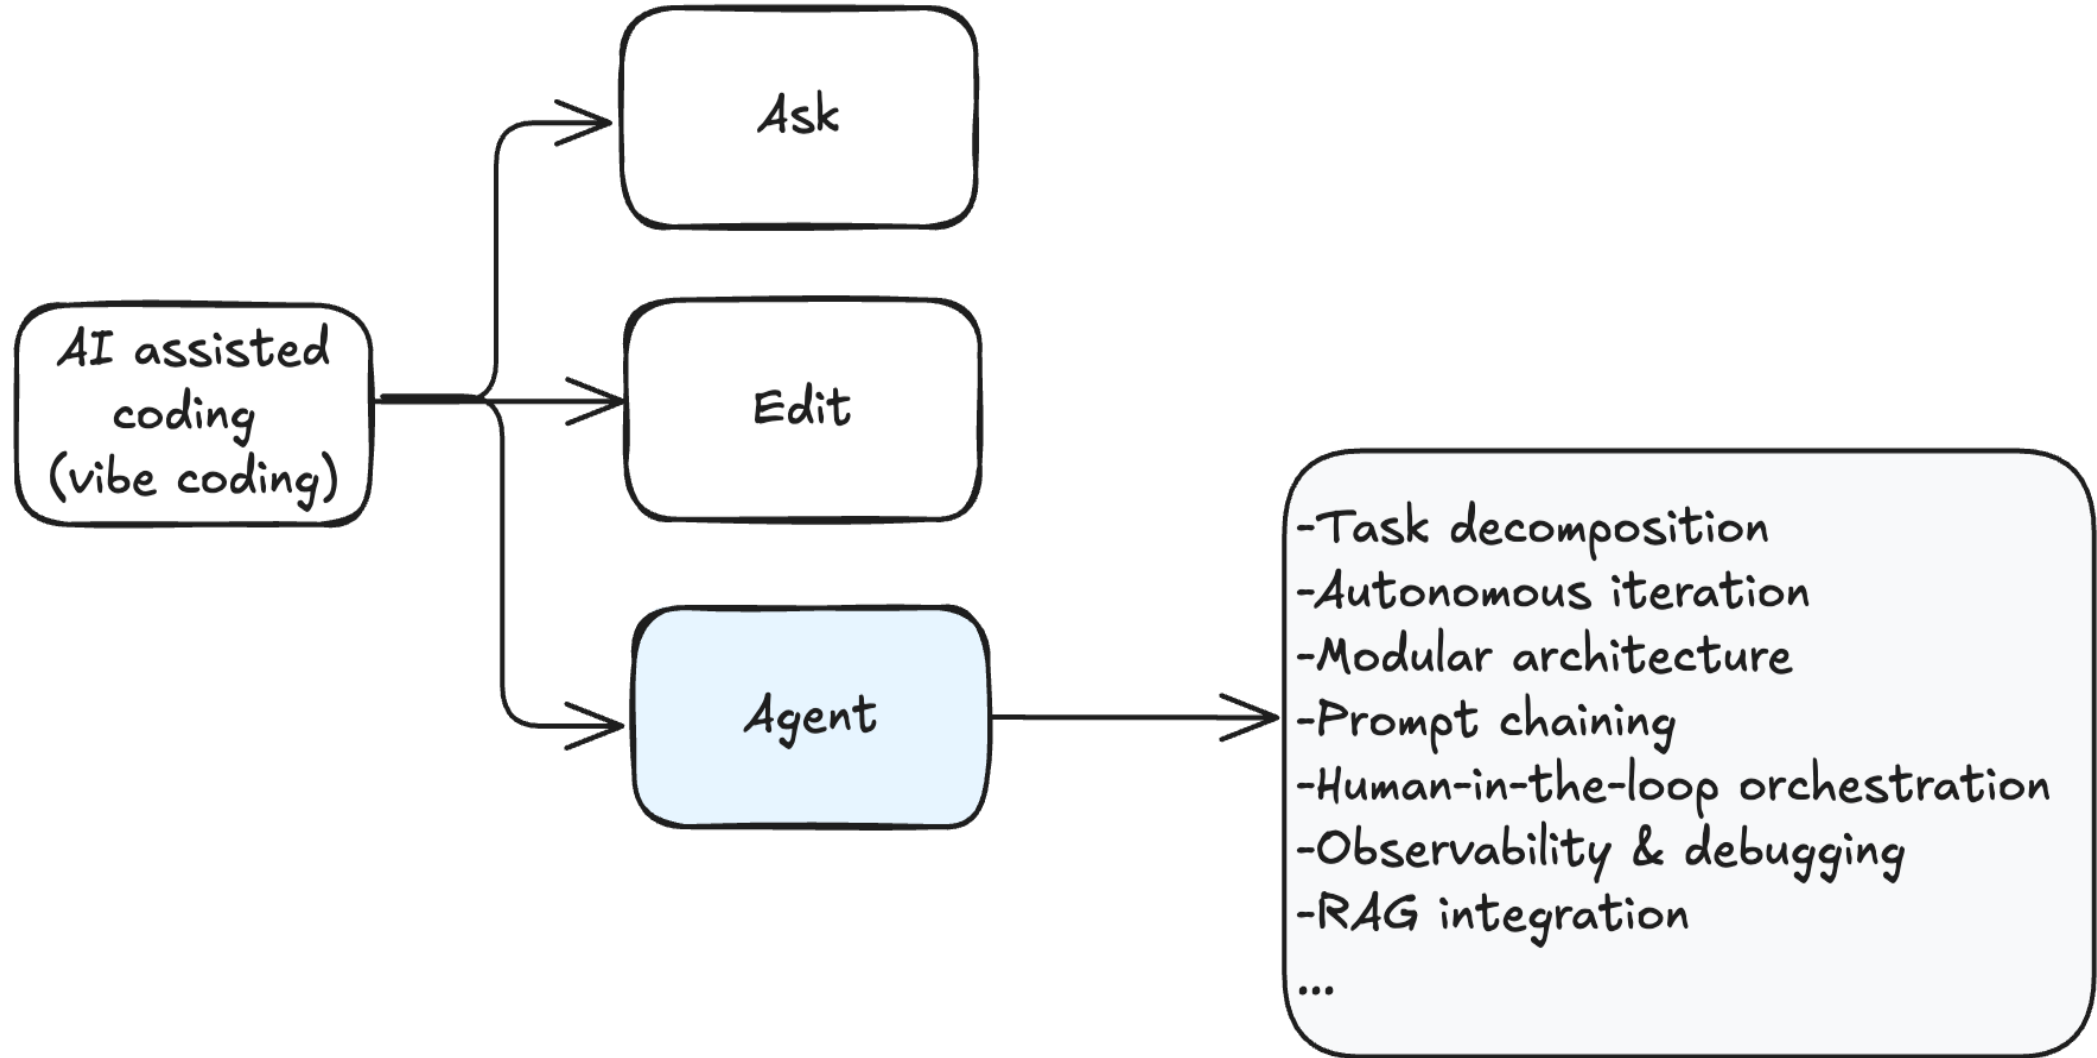 Ask
AI assisted
coding
(vibe coding)
Edit
Agent
-Task decomposition
-Autonomous iteration
-Modular architecture
-Prompt chaining
-Human-in-the-loop orchestration
-Observability & debugging
-RAG integration
...